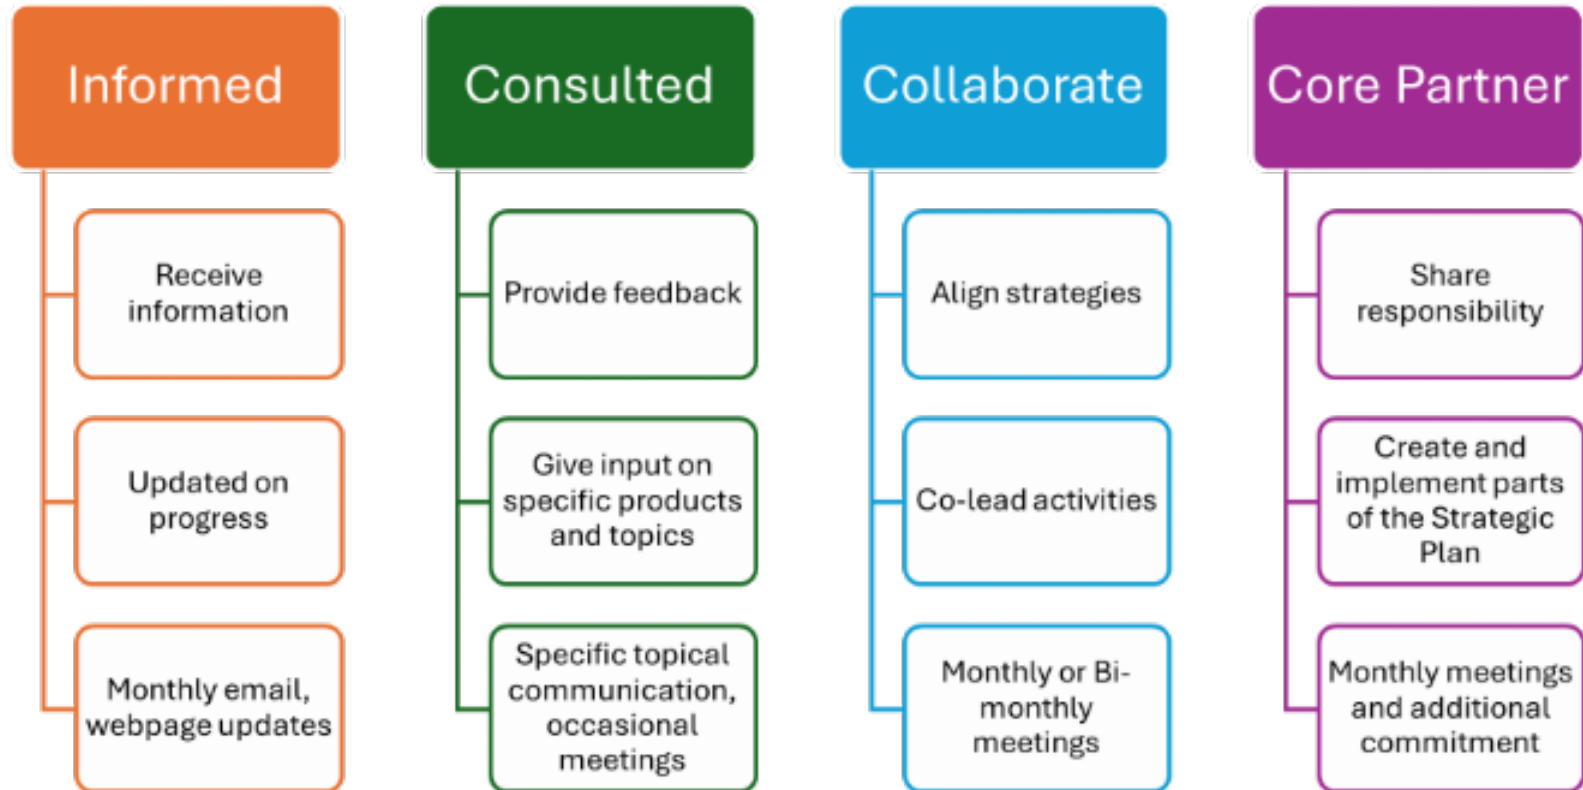 Informed
Receive
information
Updated on
progress
Monthly email,
webpage updates
Consulted
Provide feedback
Give input on
specific products
and topics
Specific topical
communication,
occasional
meetings
Collaborate
Align strategies
Co-lead activities
Monthly or Bi-
monthly
meetings
Core Partner
Share
responsibility
Create and
implement parts
of the Strategic
Plan
Monthly meetings
and additional
commitment